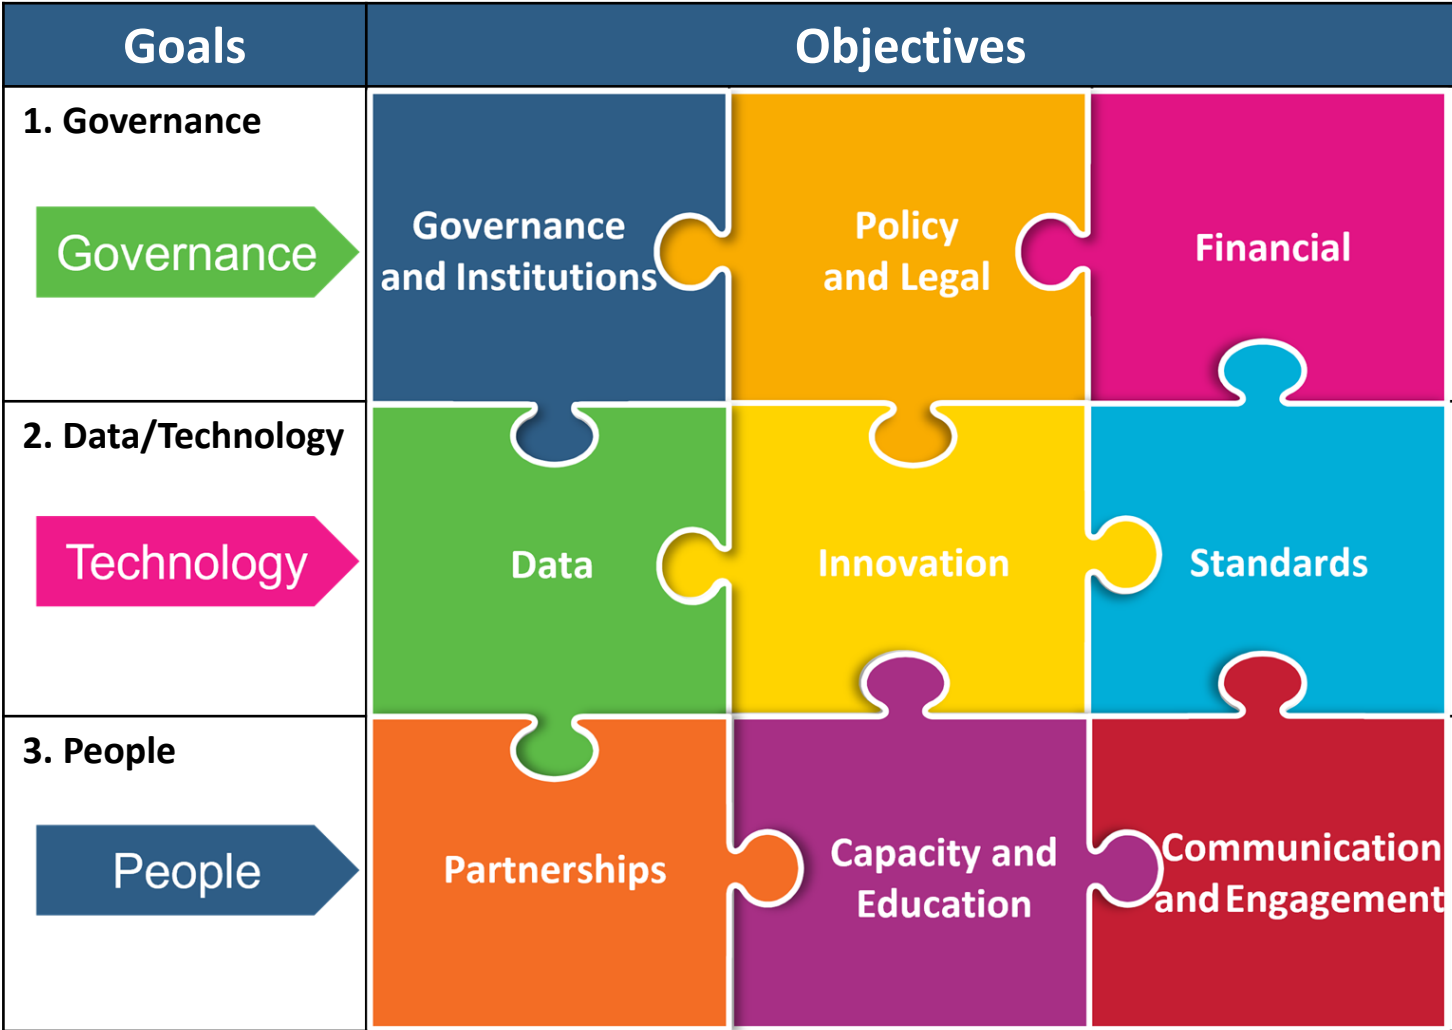 Goals
Objectives
1. Governance
Governance
Governance
and Institutions
Policy
and Legal
Financial
2. Data/Technology
Technology
Data
Innovation
Standards
3. People
People
Partnerships
Capacity and
Education
Communication
and Engagement